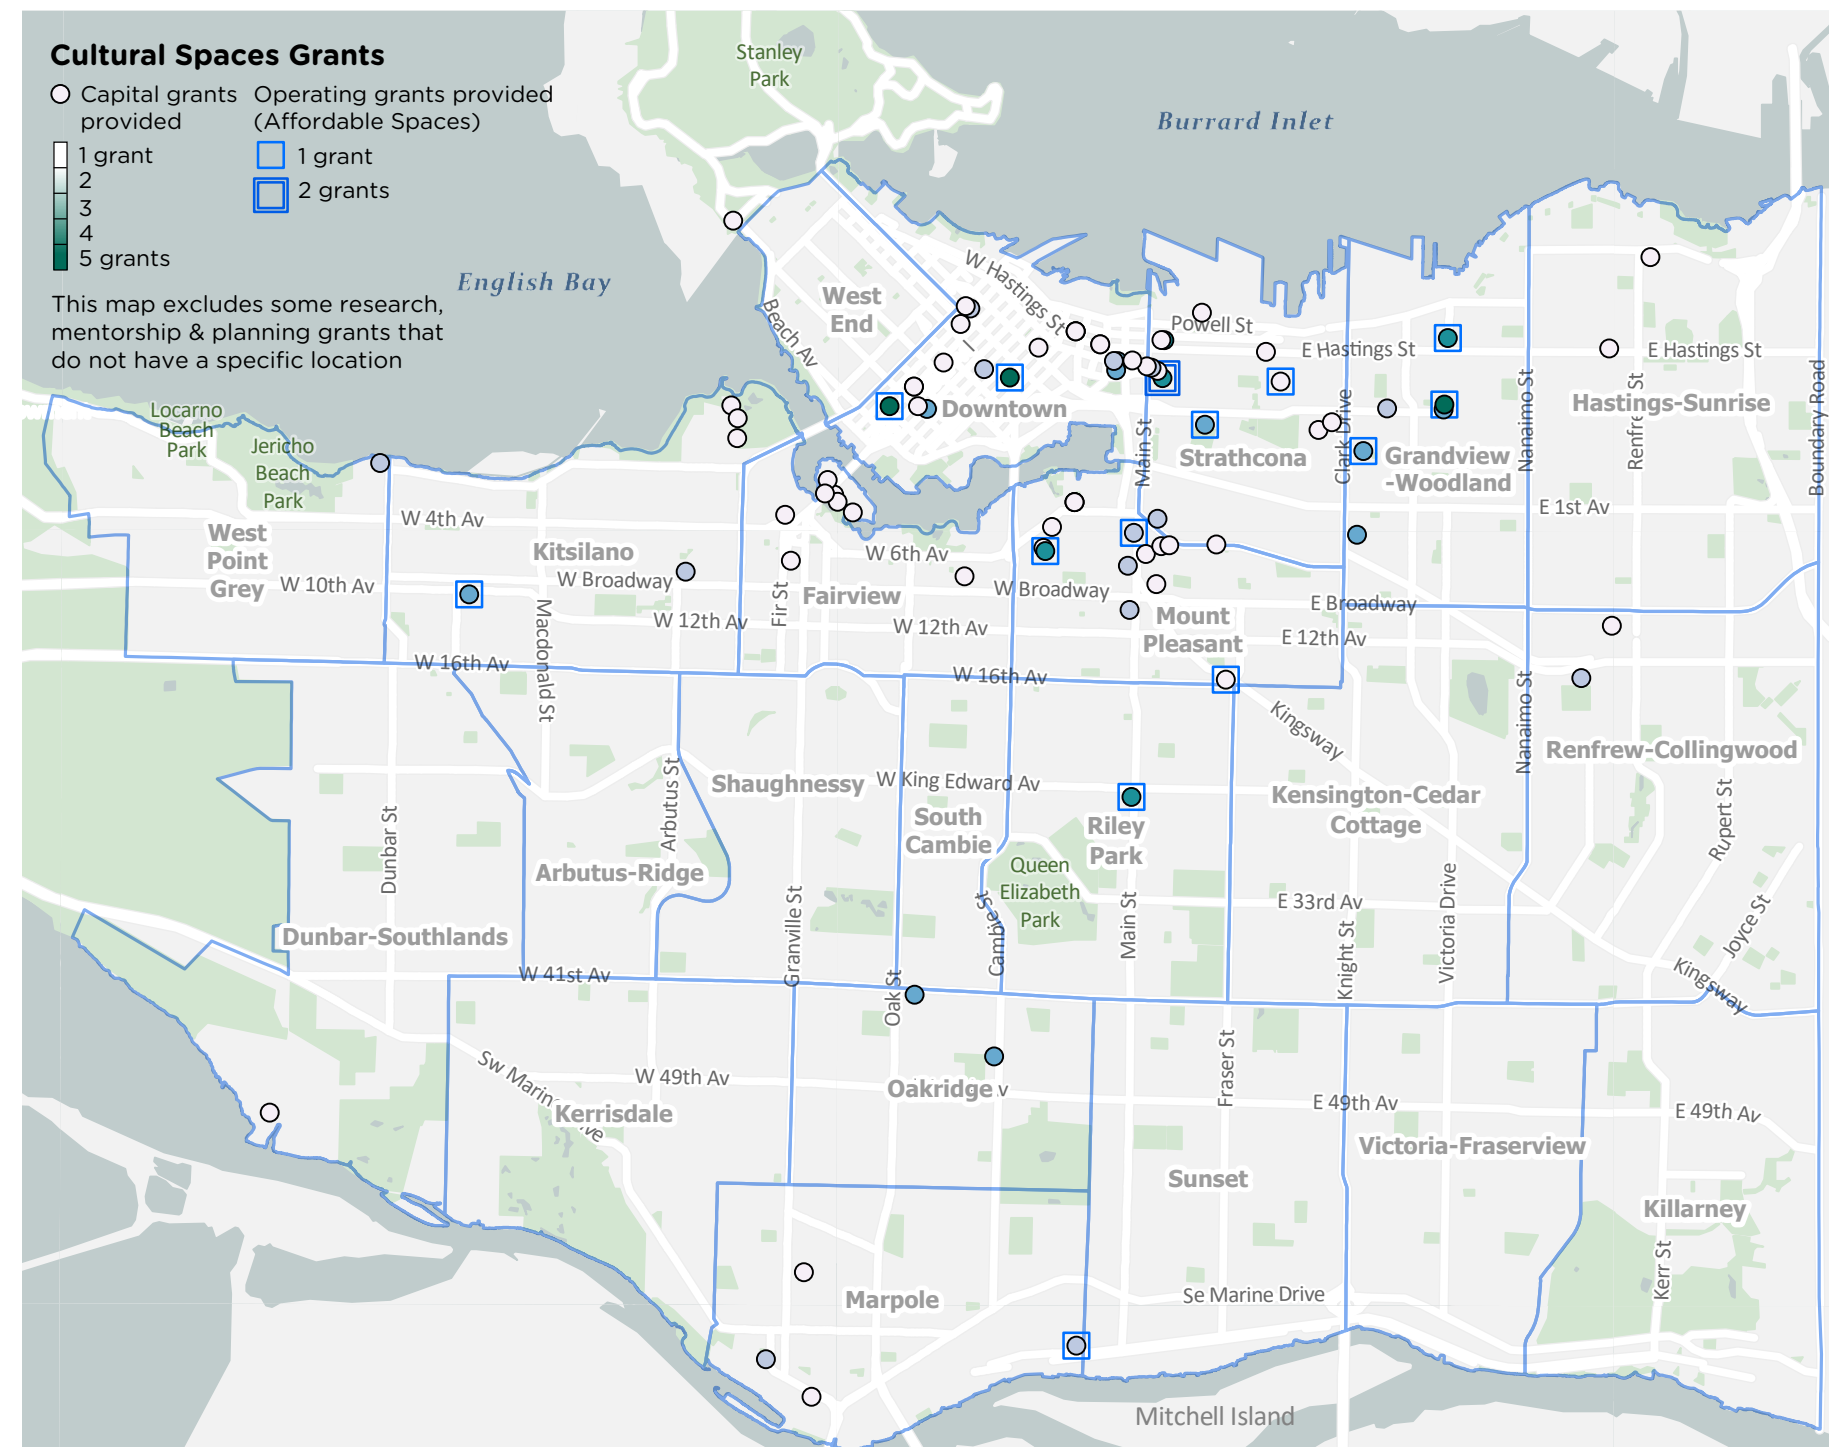 Cultural Spaces Grants
Capital grants
provided
Operating grants provided
(Affordable Spaces)
1 grant
2
3
4
5 grants
1 grant
2 grants
This map excludes some research,
mentorship & planning grants that
do not have a specific location
Stanley
Park
Burrard Inlet
English Bay
West
End
Beach Av
W Hastings St
Powell St
E Hastings St
E Hastings St
Downtown
Main St
Strathcona
Clark Drive
Grandview
-Woodland
Nanaimo St
Renfre
St
Hastings-Sunrise
Boundary Road
Locarno
Beach
Park
Jericho
Beach
Park
West
Point
Grey
W 4th Av
Kitsilano
W Broadway
W 10th Av
W 12th Av
Macdonald St
Fir St
W 6th Av
Fairview
W Broadway
W 12th Av
E 1st Av
E Broadway
E 12th Av
Mount
Pleasant
W 16th Av
W 16th Av
Kingsway
Nanaimo St
Renfrew-Collingwood
Shaughnessy
W King Edward Av
South
Cambie
Riley
Park
Kensington-Cedar
Cottage
Rupert St
Arbutus St
Dunbar St
Arbutus-Ridge
Queen
Elizabeth
Park
E 33rd Av
Granville St
Cambie St
Main St
Knight St
Victoria Drive
Joyce St
Kingsway
Dunbar-Southlands
W 41st Av
Oak St
Sw Marin
ive
W 49th Av
Kerrisdale
Oakridge
v
Fraser St
E 49th Av
E 49th Av
Victoria-Fraserview
Sunset
Killarney
Kerr St
Marpole
Se Marine Drive
Mitchell Island